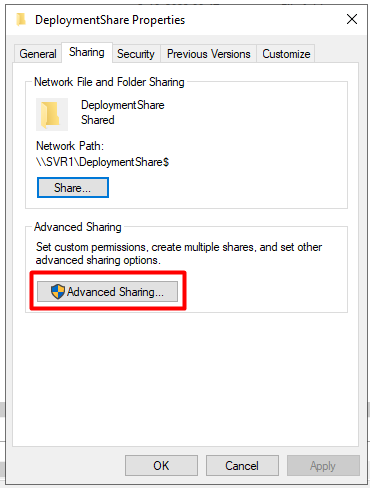 DeploymentShare Properties
General Sharing Security Previous Versions Customize
Network File and Folder Sharing
DeploymentShare
Shared
Network Path:
\\SVR1\DeploymentShare$
Share...
Advanced Sharing
Set custom permissions, create multiple shares, and set other
advanced sharing options.
Advanced Sharing...
OK Cancel Apply